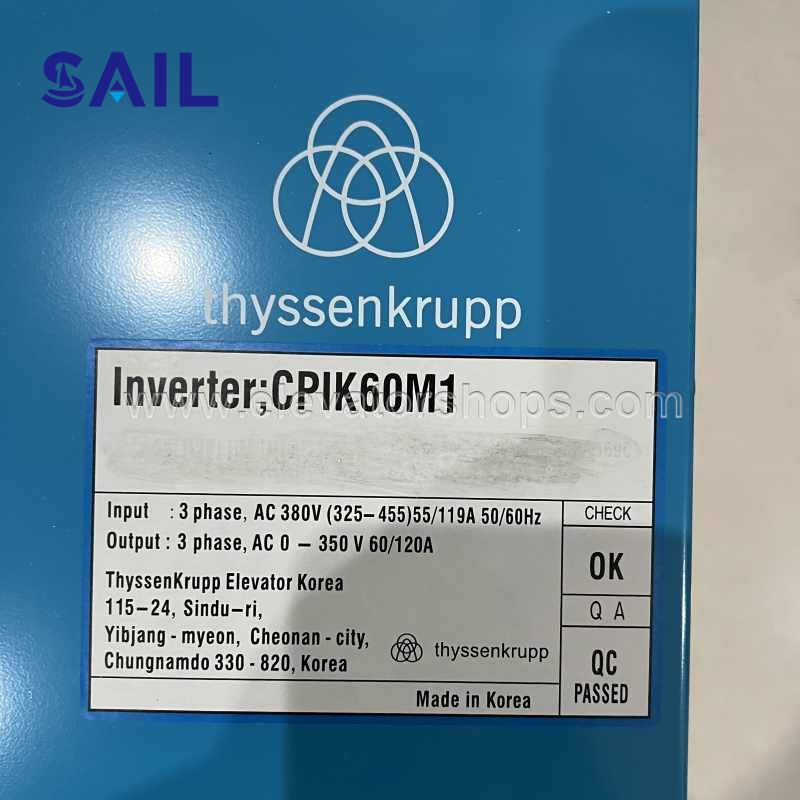 SAIL
thyssenkrupp
Inverter;CPIK60M1
www.elevatorshops.com
Input : 3 phase, AC 380V (325–455)55/119A 50/60Hz
Output : 3 phase, AC 0 – 350 V 60/120A
ThyssenKrupp Elevator Korea
115–24, Sindu–ri,
Yibjang - myeon, Cheonan - city,
Chungnamdo 330 - 820, Korea
thyssenkrupp
Made in Korea
CHECK
OK
Q A
QC
PASSED